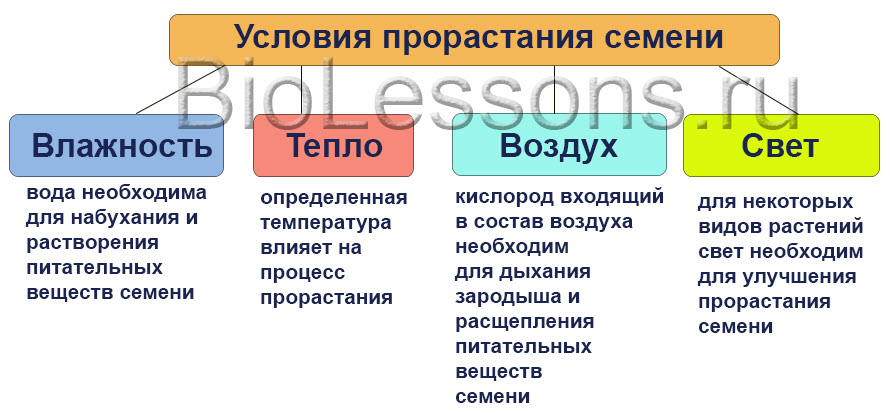 Условия прорастания семени
BioLessons.ru
Влажность
вода необходима
для набухания и
растворения
питательных
веществ семени
Тепло
определенная
температура
влияет на
процесс
прорастания
Воздух
кислород входящий
в состав воздуха
необходим
для дыхания
зародыша и
расщепления
питательных
веществ
семени
Свет
для некоторых
видов растений
свет необходим
для улучшения
прорастания
семени